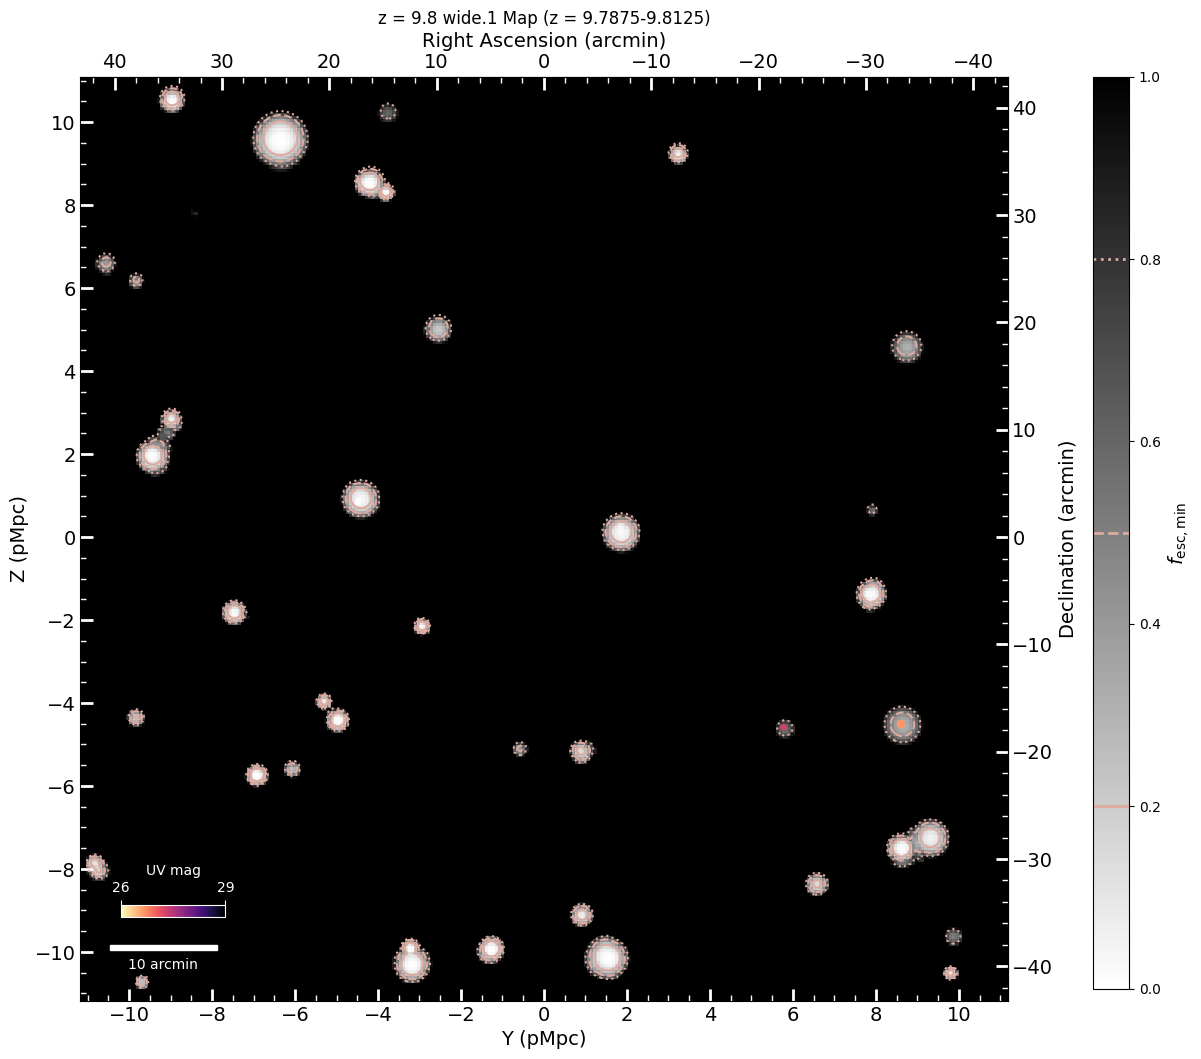 z = 9.8 wide.1 Map (z = 9.7875-9.8125)
Right Ascension (arcmin)
40 30 20 10 0 −10 −20 −30 −40
10 8 6 4 2 0 −2 −4 −6 −8 −10
Z (pMpc)
40 30 20 10 0 −10 −20 −30 −40
Declination (arcmin)
1.0 0.8 0.6 0.4 0.2 0.0
f_esc,min
UV mag
26 29
10 arcmin
−10 −8 −6 −4 −2 0 2 4 6 8 10
Y (pMpc)